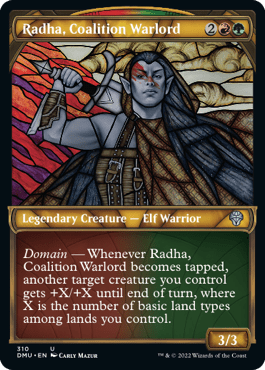 Radha, Coalition Warlord 2
Legendary Creature — Elf Warrior
Domain — Whenever Radha,
Coalition Warlord becomes tapped,
another target creature you
control gets +X/+X until end of turn, where
X is the number of basic land types
among lands you control.
3/3
310 U
DMU • EN CARLY MAZUR ™ & © 2022 Wizards of the Coast